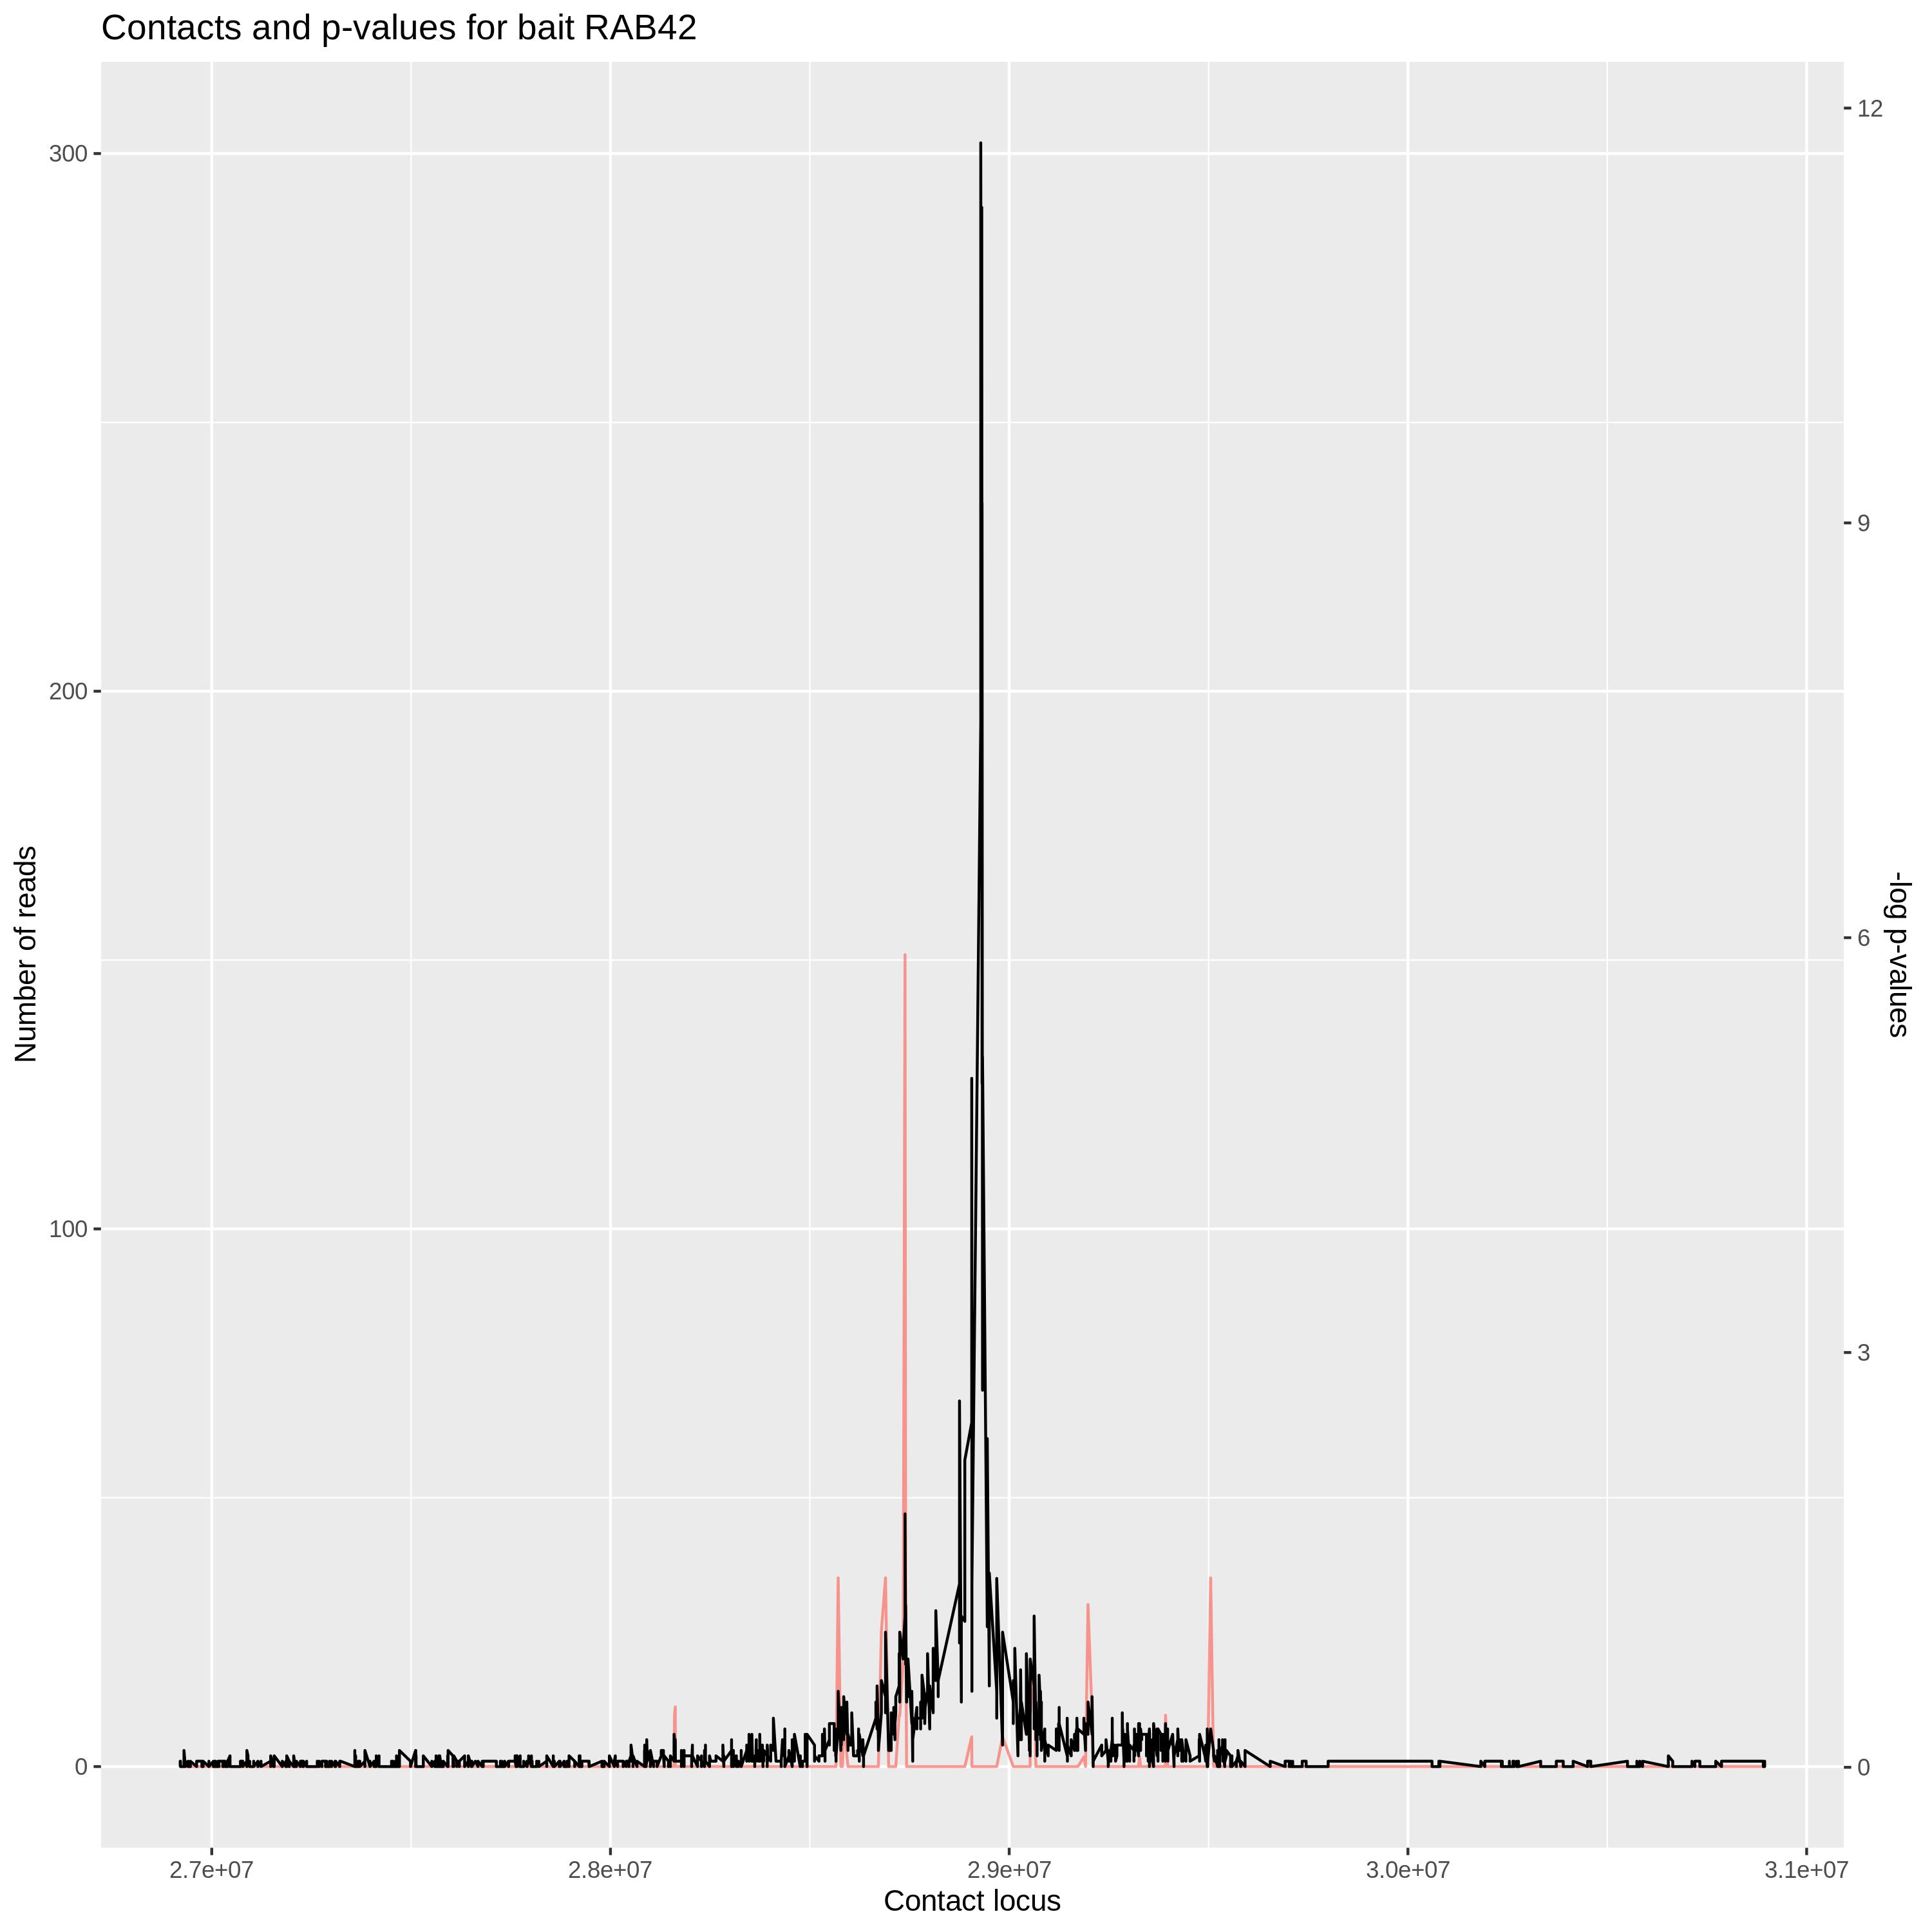 Contacts and p-values for bait RAB42
300
200
100
0
12
9
6
3
0
Number of reads
-log p-values
2.7e+07
2.8e+07
2.9e+07
3.0e+07
3.1e+07
Contact locus